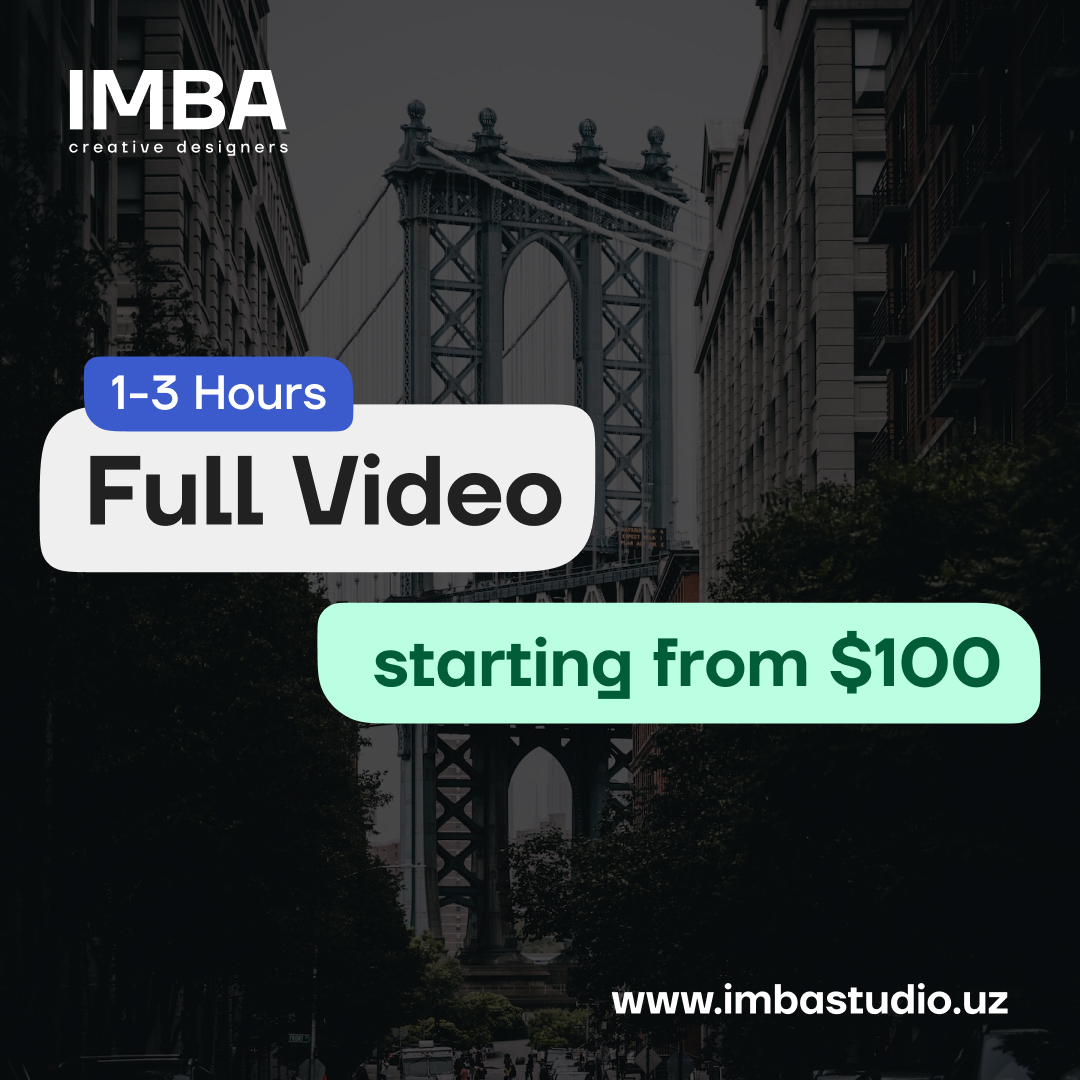 IMBA
creative designers
1-3 Hours
Full Video
starting from $100
www.imbastudio.uz